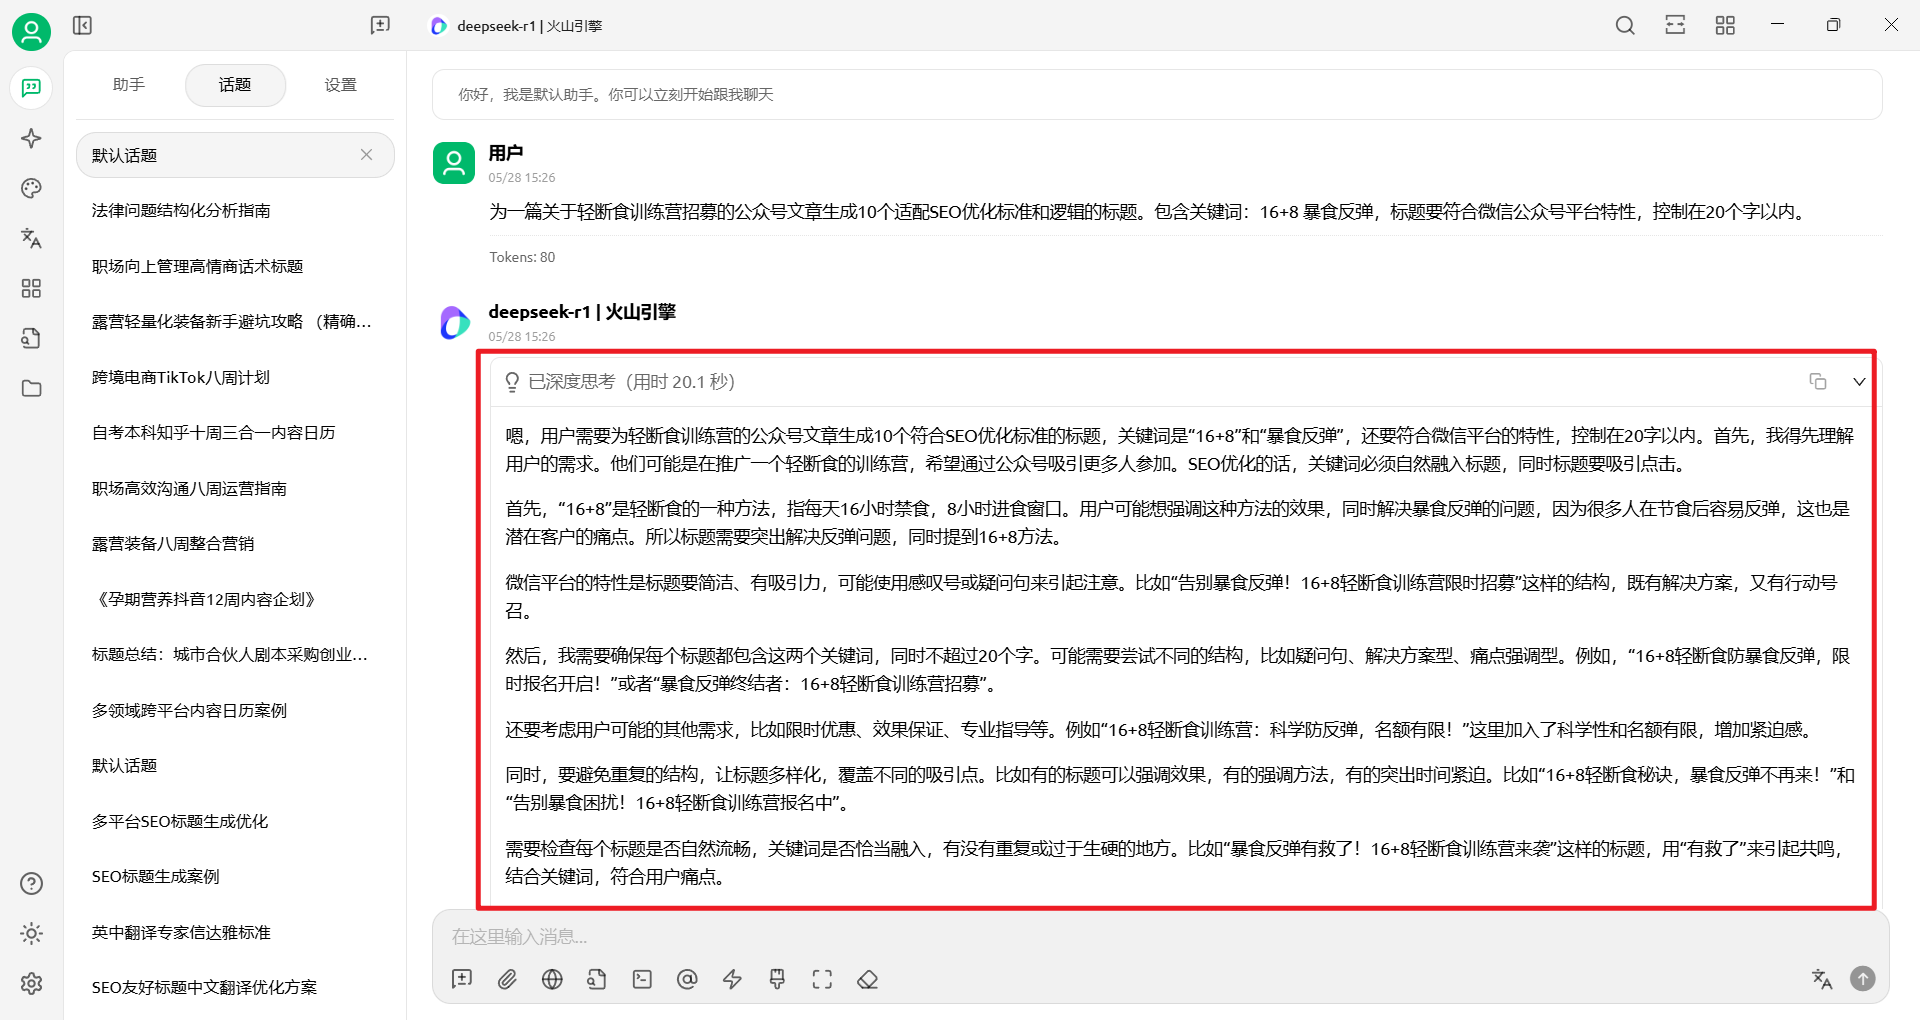 deepseek-r1 | 火山引擎
助手
话题
设置
默认话题
法律问题结构化分析指南
职场向上管理高情商话术标题
露营轻量化装备新手避坑攻略 （精确...
跨境电商TikTok八周计划
自考本科知乎十周三合一内容日历
职场高效沟通八周运营指南
露营装备八周整合营销
《孕期营养抖音12周内容企划》
标题总结：城市合伙人剧本采购创业...
多领域跨平台内容日历案例
默认话题
多平台SEO标题生成优化
SEO标题生成案例
英中翻译专家信达雅标准
SEO友好标题中文翻译优化方案
你好，我是默认助手。你可以立刻开始跟我聊天
用户
05/28 15:26
为一篇关于轻断食训练营招募的公众号文章生成10个适配SEO优化标准和逻辑的标题。包含关键词：16+8 暴食反弹，标题要符合微信公众号平台特性，控制在20个字以内。
Tokens: 80
deepseek-r1 | 火山引擎
05/28 15:26
已深度思考（用时 20.1 秒）
嗯，用户需要为轻断食训练营的公众号文章生成10个符合SEO优化标准的标题，关键词是“16+8”和“暴食反弹”，还要符合微信平台的特性，控制在20字以内。首先，我得先理解
用户的需求。他们可能是在推广一个轻断食的训练营，希望通过公众号吸引更多人参加。SEO优化的话，关键词必须自然融入标题，同时标题要吸引点击。
首先，“16+8”是轻断食的一种方法，指每天16小时禁食，8小时进食窗口。用户可能想强调这种方法的效果，同时解决暴食反弹的问题，因为很多人在节食后容易反弹，这也是
潜在客户的痛点。所以标题需要突出解决反弹问题，同时提到16+8方法。
微信平台的特性是标题要简洁、有吸引力，可能使用感叹号或疑问句来引起注意。比如“告别暴食反弹！16+8轻断食训练营限时招募”这样的结构，既有解决方案，又有行动号
召。
然后，我需要确保每个标题都包含这两个关键词，同时不超过20个字。可能需要尝试不同的结构，比如疑问句、解决方案型、痛点强调型。例如，“16+8轻断食防暴食反弹，限
时报名开启！”或者“暴食反弹终结者：16+8轻断食训练营招募”。
还要考虑用户可能的其他需求，比如限时优惠、效果保证、专业指导等。例如“16+8轻断食训练营：科学防反弹，名额有限！”这里加入了科学性和名额有限，增加紧迫感。
同时，要避免重复的结构，让标题多样化，覆盖不同的吸引点。比如有的标题可以强调效果，有的强调方法，有的突出时间紧迫。比如“16+8轻断食秘诀，暴食反弹不再来！”和
“告别暴食困扰！16+8轻断食训练营报名中”。
需要检查每个标题是否自然流畅，关键词是否恰当融入，有没有重复或过于生硬的地方。比如“暴食反弹有救了！16+8轻断食训练营来袭”这样的标题，用“有救了”来引起共鸣，
结合关键词，符合用户痛点。
在这里输入消息...